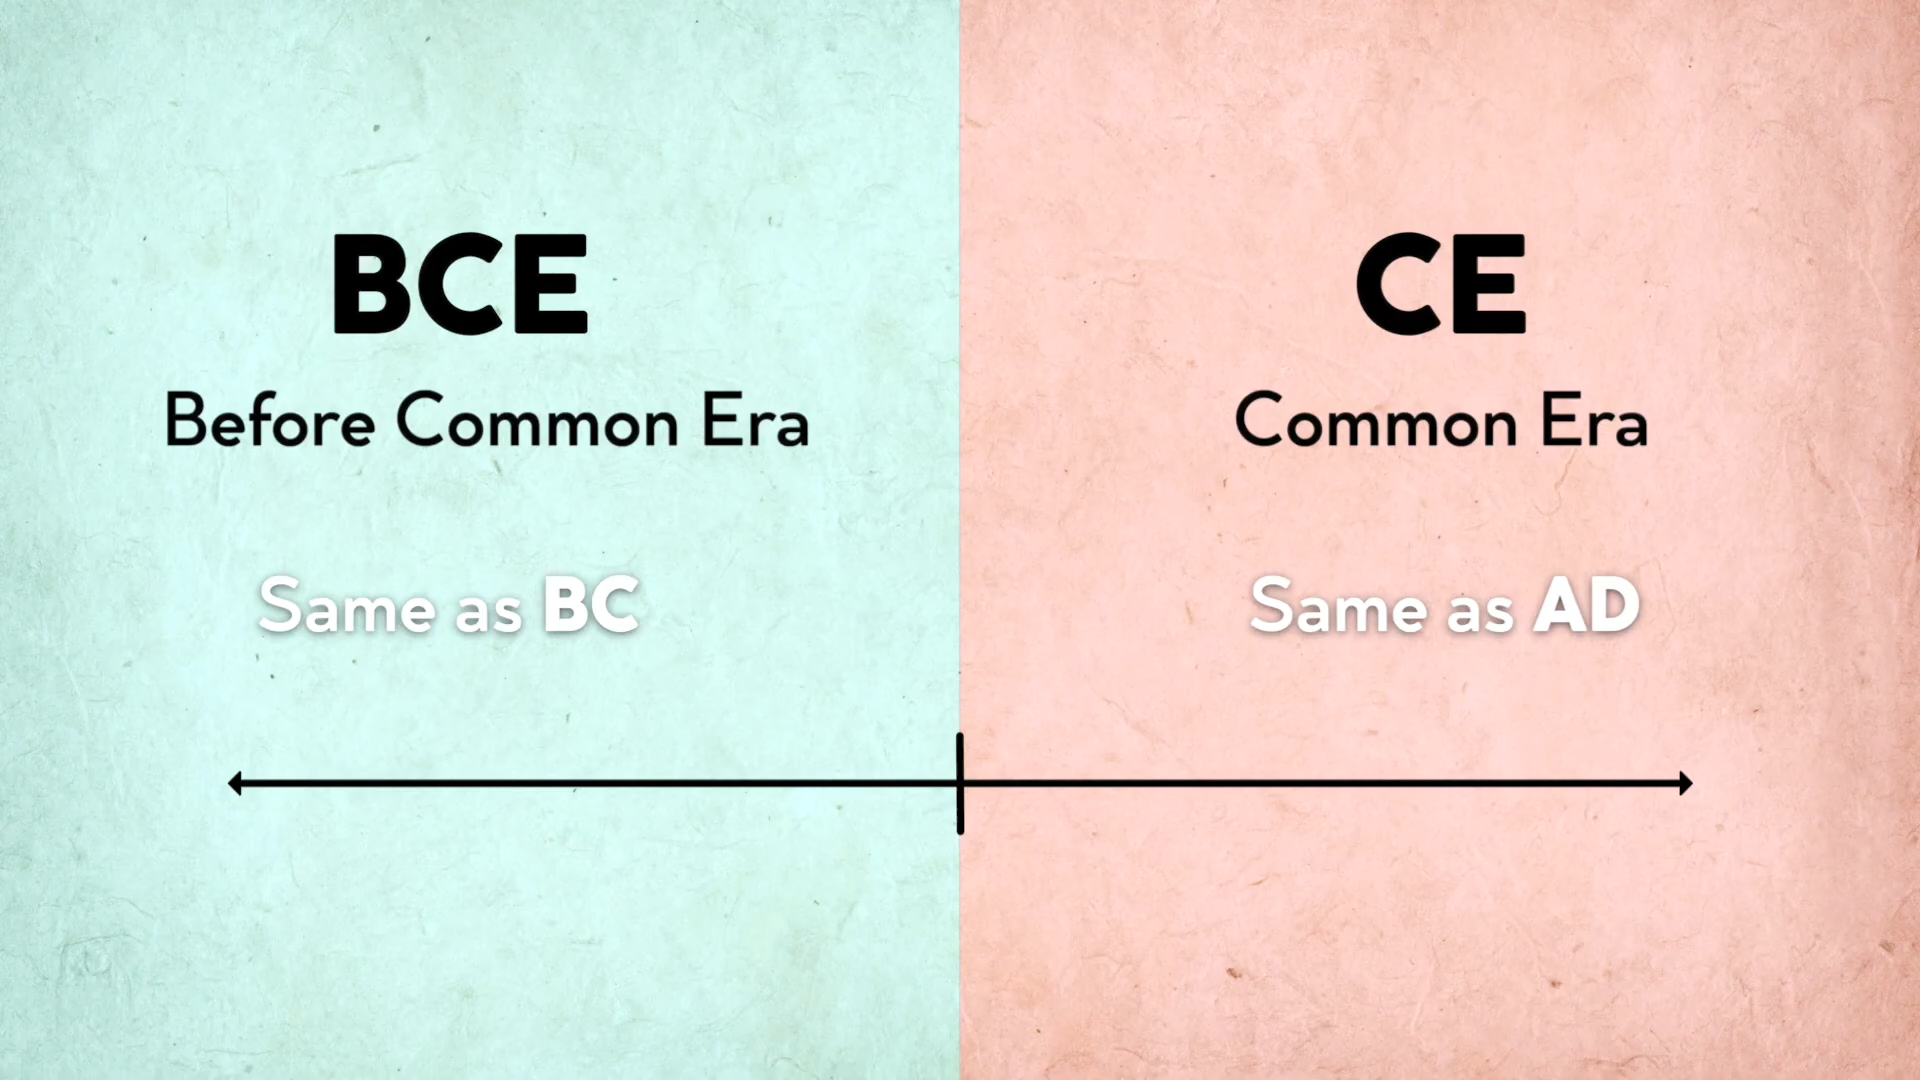 BCE
Before Common Era
Same as BC
CE
Common Era
Same as AD